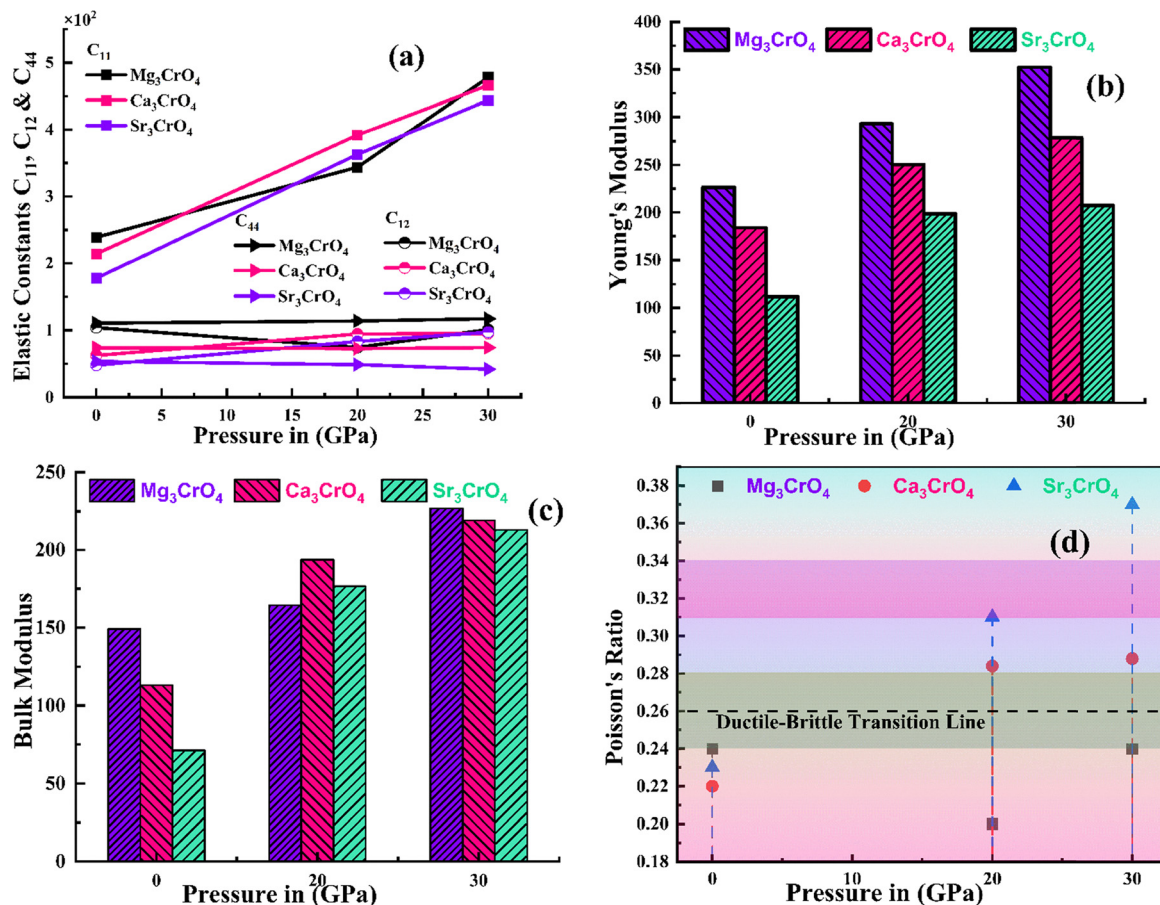 ×10²
Elastic Constants C₁₁, C₁₂ & C₄₄
5
4
3
2
1
0
(a)
C₁₁
Mg₃CrO₄
Ca₃CrO₄
Sr₃CrO₄
C₄₄
Mg₃CrO₄
Ca₃CrO₄
Sr₃CrO₄
C₁₂
Mg₃CrO₄
Ca₃CrO₄
Sr₃CrO₄
0 5 10 15 20 25 30
Pressure in (GPa)
Young's Modulus
400
350
300
250
200
150
100
50
0
Mg₃CrO₄ Ca₃CrO₄ Sr₃CrO₄
(b)
0 20 30
Pressure in (GPa)
Bulk Modulus
250
200
150
100
50
0
Mg₃CrO₄ Ca₃CrO₄ Sr₃CrO₄
(c)
0 20 30
Pressure in (GPa)
Poisson's Ratio
0.38
0.36
0.34
0.32
0.30
0.28
0.26
0.24
0.22
0.20
0.18
Mg₃CrO₄ Ca₃CrO₄ Sr₃CrO₄
(d)
Ductile-Brittle Transition Line
0 10 20 30
Pressure in (GPa)